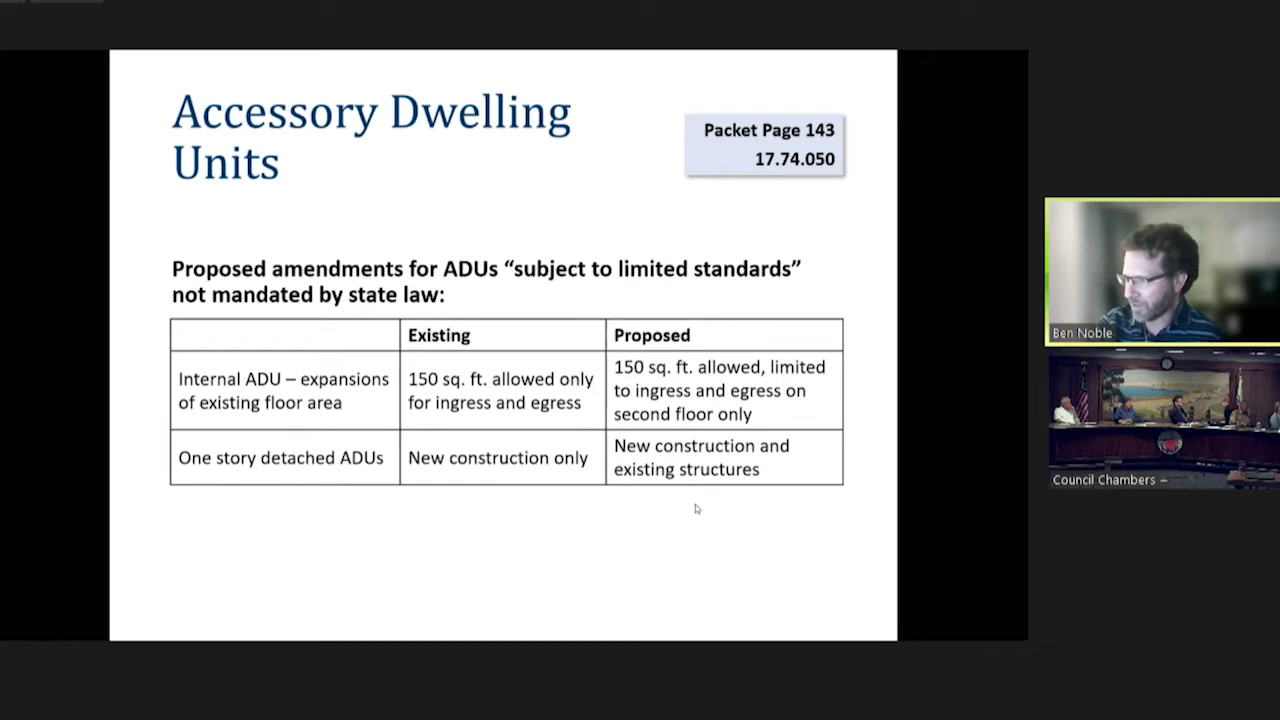 Accessory Dwelling
Units
Packet Page 143
17.74.050
Proposed amendments for ADUs “subject to limited standards”
not mandated by state law:
Existing
Proposed
Internal ADU – expansions
of existing floor area
150 sq. ft. allowed only
for ingress and egress
150 sq. ft. allowed, limited
to ingress and egress on
second floor only
One story detached ADUs
New construction only
New construction and
existing structures
Ben Noble
Council Chambers –